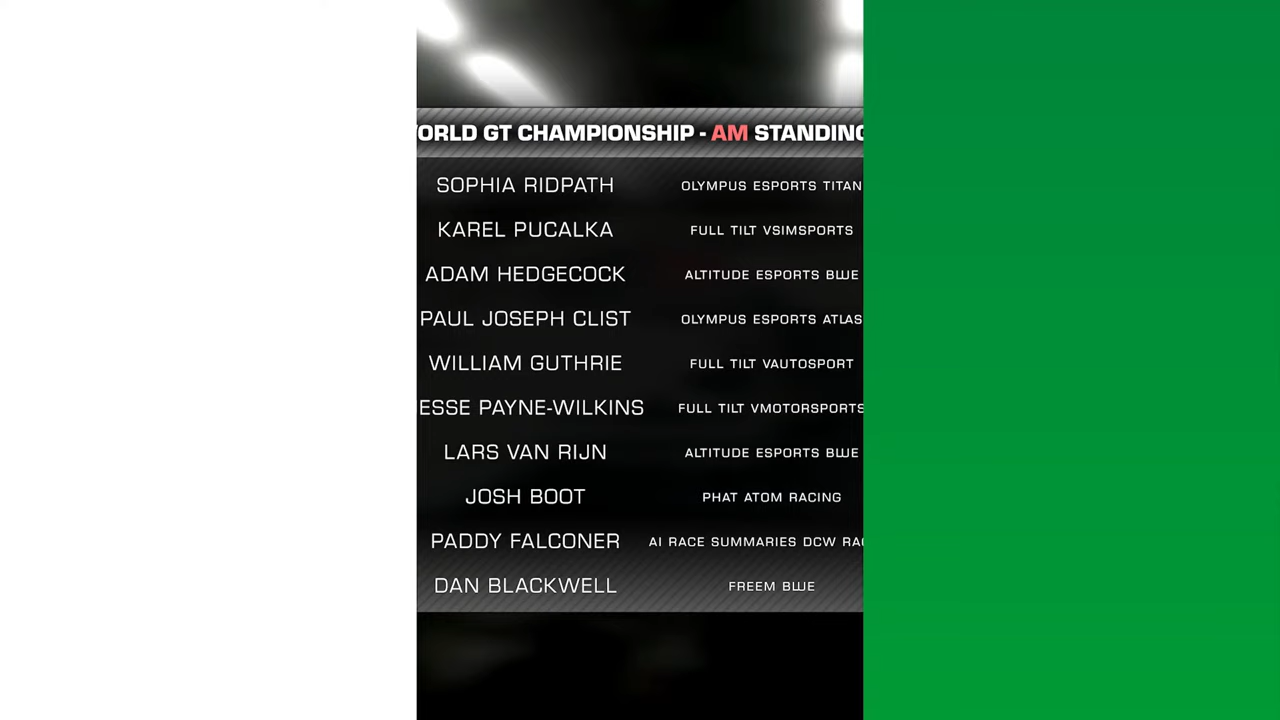 ORLD GT CHAMPIONSHIP - AM STANDING
SOPHIA RIDPATH OLYMPUS ESPORTS TITAN
KAREL PUCALKA FULL TILT VSIMSPORTS
ADAM HEDGECOCK ALTITUDE ESPORTS BLUE
PAUL JOSEPH CLIST OLYMPUS ESPORTS ATLAS
WILLIAM GUTHRIE FULL TILT VAUTOSPORT
ESSE PAYNE-WILKINS FULL TILT VMOTORSPORTS
LARS VAN RIJN ALTITUDE ESPORTS BLUE
JOSH BOOT PHAT ATOM RACING
PADDY FALCONER AI RACE SUMMARIES DCW RAC
DAN BLACKWELL FREEM BLUE